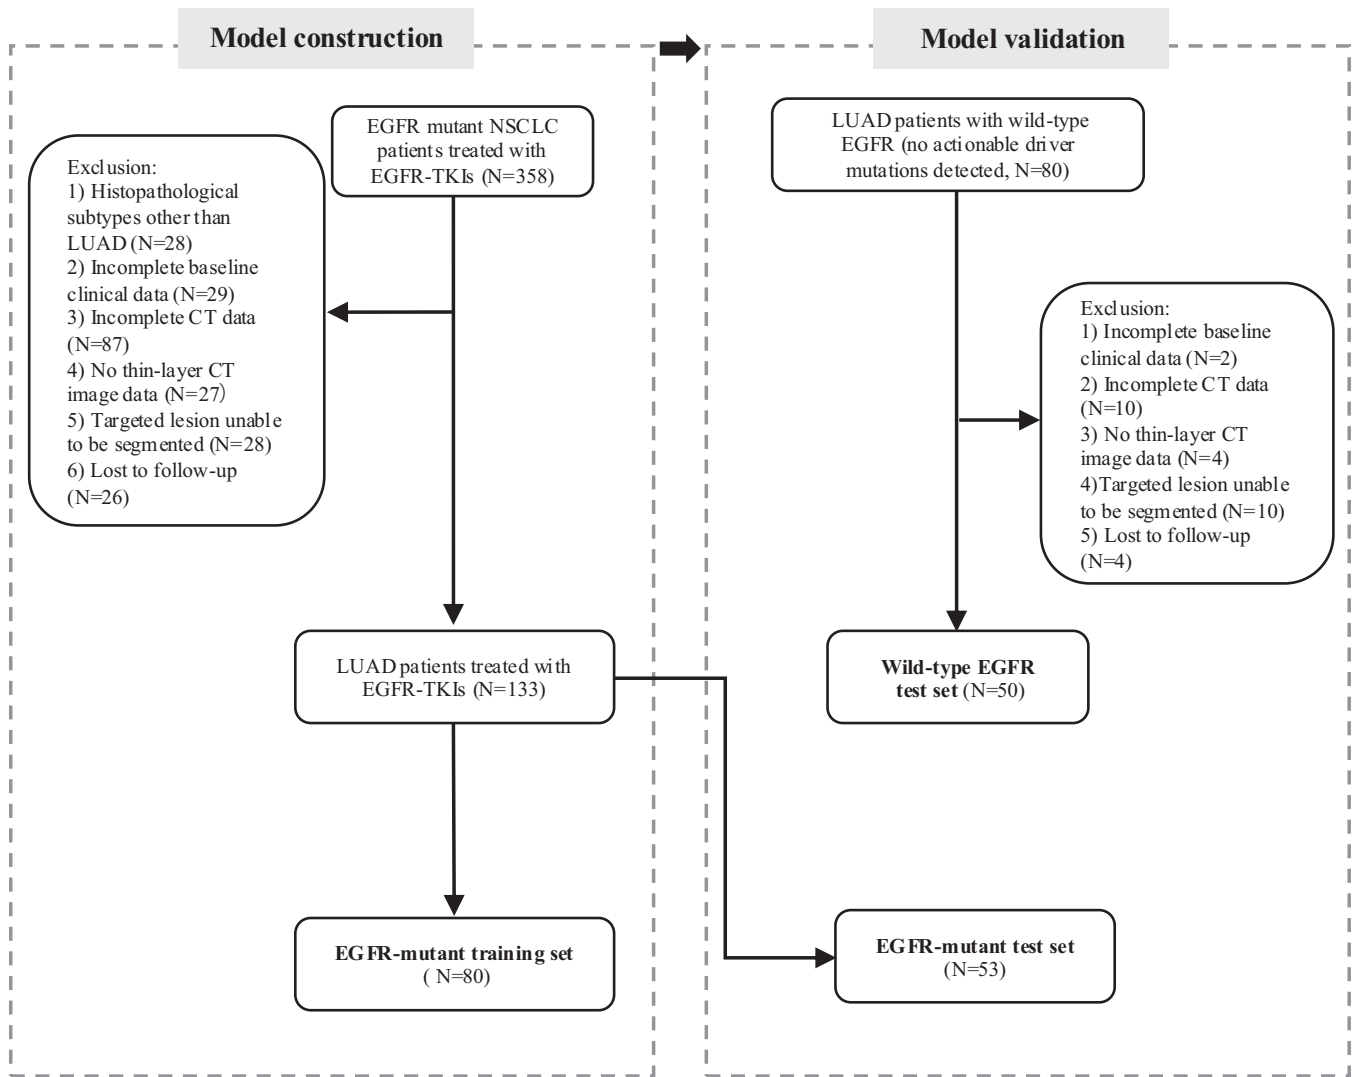 Model construction
EGFR mutant NSCLC
patients treated with
EGFR-TKIs (N=358)
Exclusion:
1) Histopathological
subtypes other than
LUAD (N=28)
2) Incomplete baseline
clinical data (N=29)
3) Incomplete CT data
(N=87)
4) No thin-layer CT
image data (N=27)
5) Targeted lesion unable
to be segmented (N=28)
6) Lost to follow-up
(N=26)
LUAD patients treated with
EGFR-TKIs (N=133)
EGFR-mutant training set
( N=80)
Model validation
LUAD patients with wild-type
EGFR (no actionable driver
mutations detected, N=80)
Exclusion:
1) Incomplete baseline
clinical data (N=2)
2) Incomplete CT data
(N=10)
3) No thin-layer CT
image data (N=4)
4)Targeted lesion unable
to be segmented (N=10)
5) Lost to follow-up
(N=4)
Wild-type EGFR
test set (N=50)
EGFR-mutant test set
(N=53)